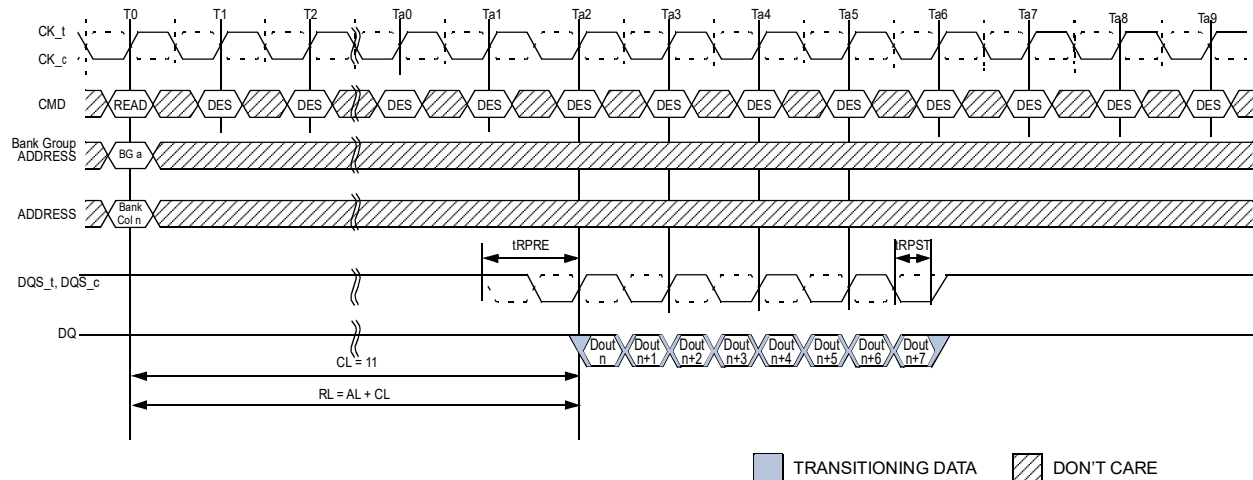 T0 T1 T2 Ta0 Ta1 Ta2 Ta3 Ta4 Ta5 Ta6 Ta7 Ta8 Ta9
CK_t
CK_c
CMD READ DES DES DES DES DES DES DES DES DES DES DES DES
Bank Group
ADDRESS
BG a
ADDRESS
Bank
Col n
tRPRE tRPST
DQS_t, DQS_c
DQ
Dout Dout Dout Dout Dout Dout Dout Dout
n n+1 n+2 n+3 n+4 n+5 n+6 n+7
CL = 11
RL = AL + CL
TRANSITIONING DATA DON'T CARE